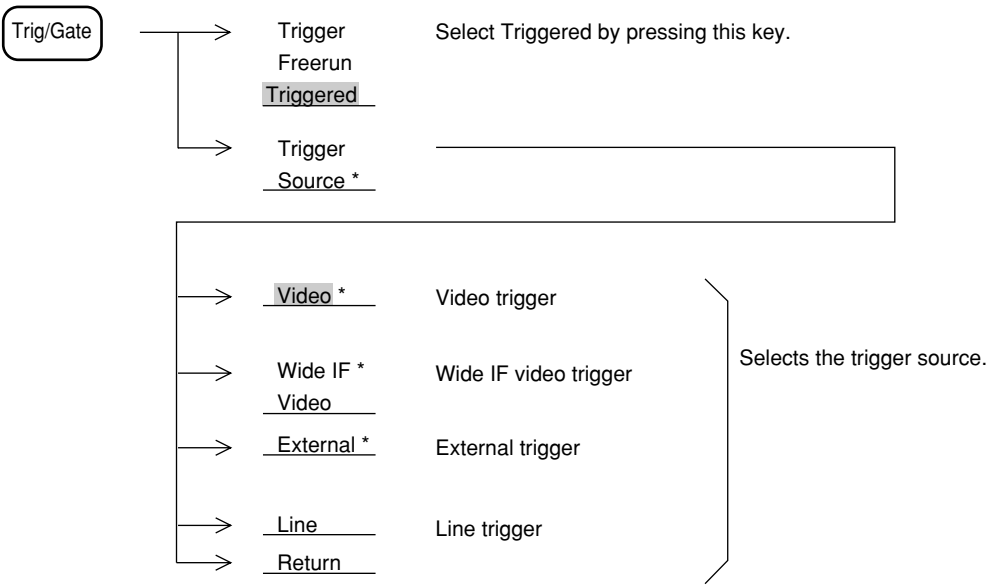 Trig/Gate
Trigger
Select Triggered by pressing this key.
Freerun
Triggered
Trigger
Source *
Video *
Video trigger
Selects the trigger source.
Wide IF *
Wide IF video trigger
Video
External *
External trigger
Line
Line trigger
Return